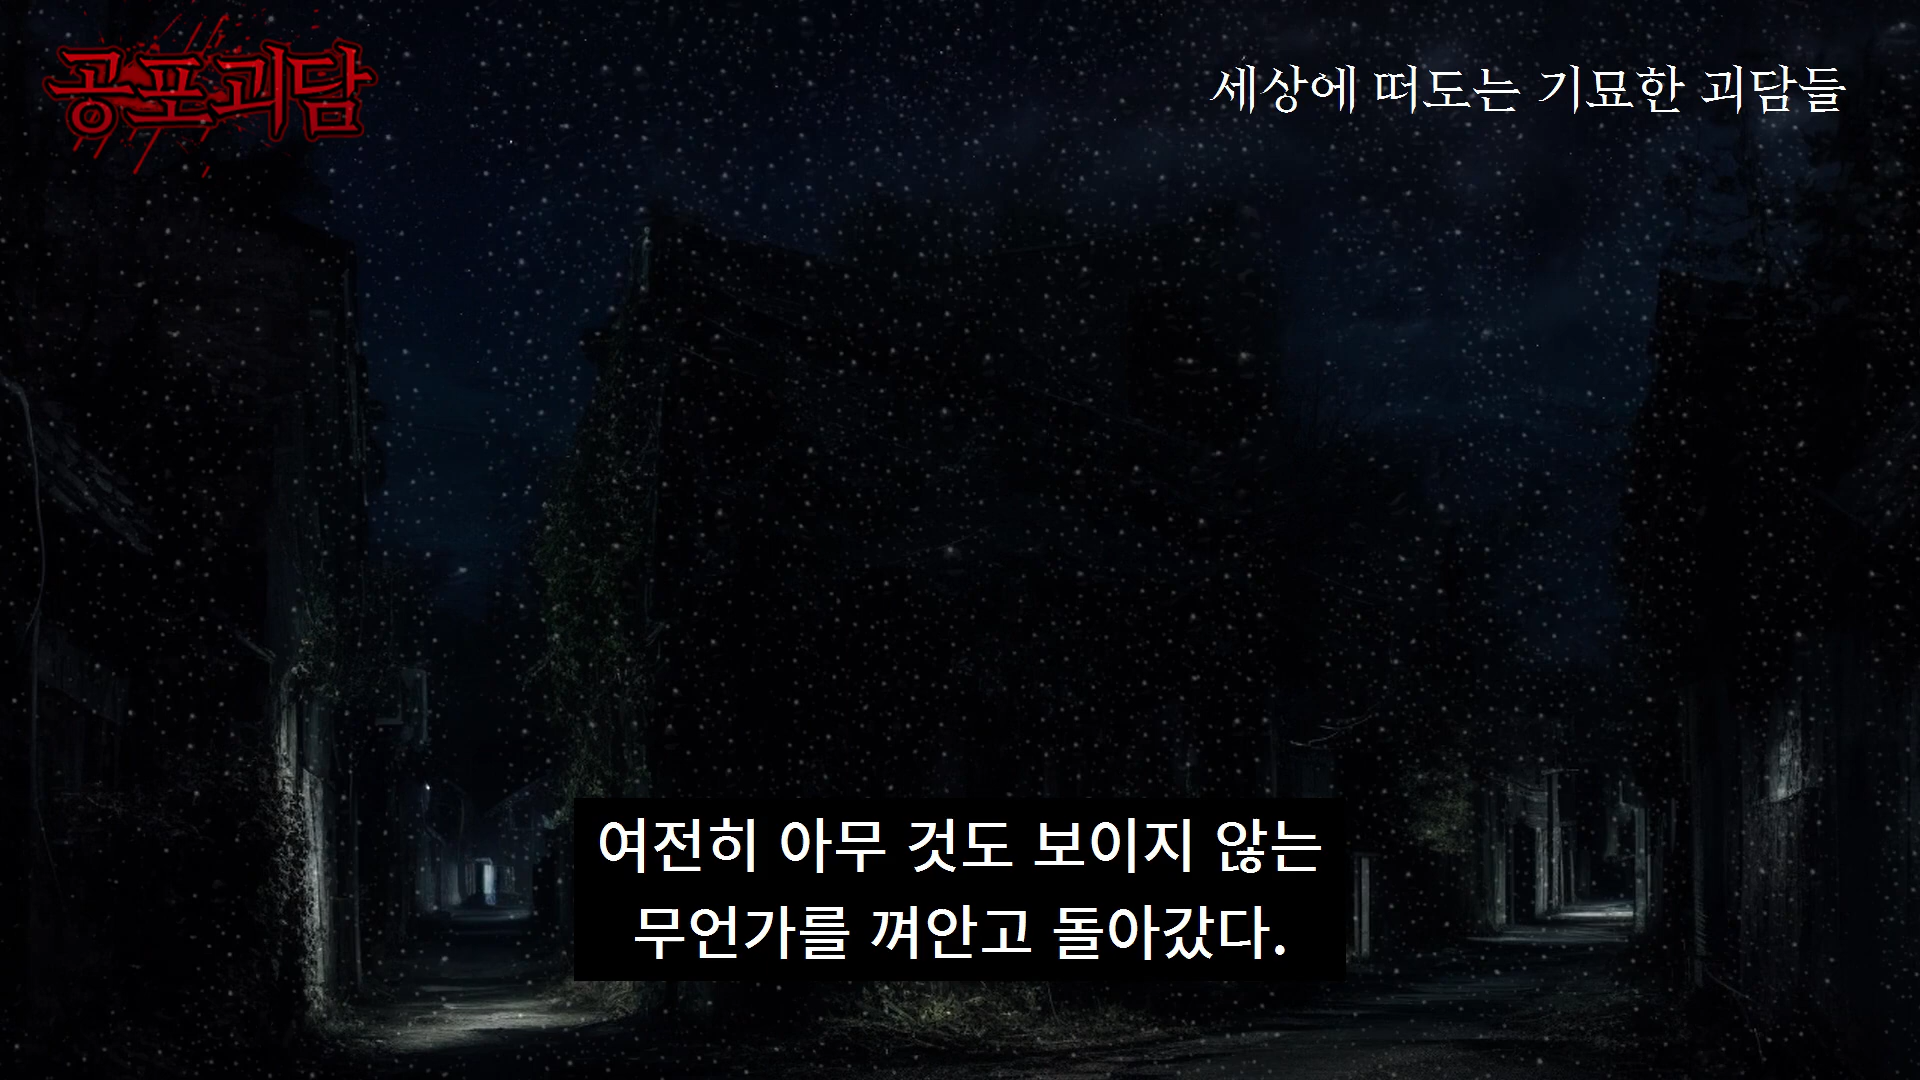 공포괴담
세상에 떠도는 기묘한 괴담들
여전히 아무 것도 보이지 않는
무언가를 껴안고 돌아갔다.